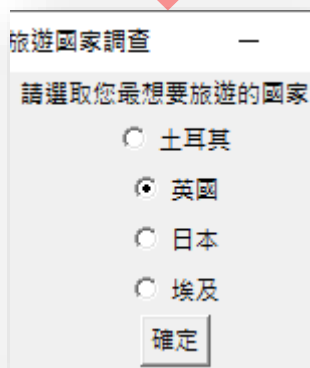 旅遊國家調查
請選取您最想要旅遊的國家
土耳其
英國
日本
埃及
確定